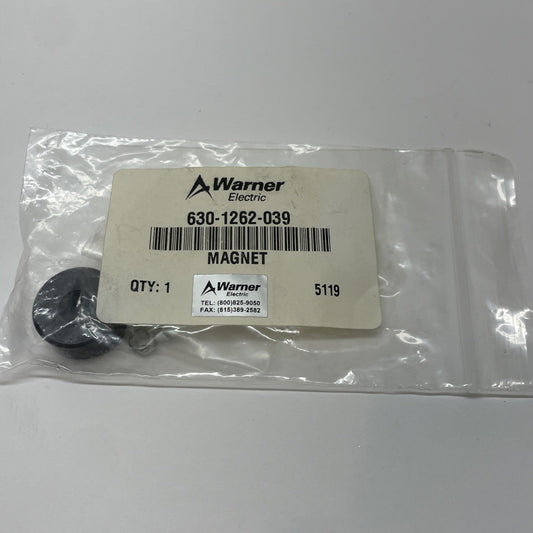 Warner
Electric
630-1262-039
MAGNET
QTY: 1
Warner
Electric
TEL: (800)825-9050
FAX: (815)389-2582
5119